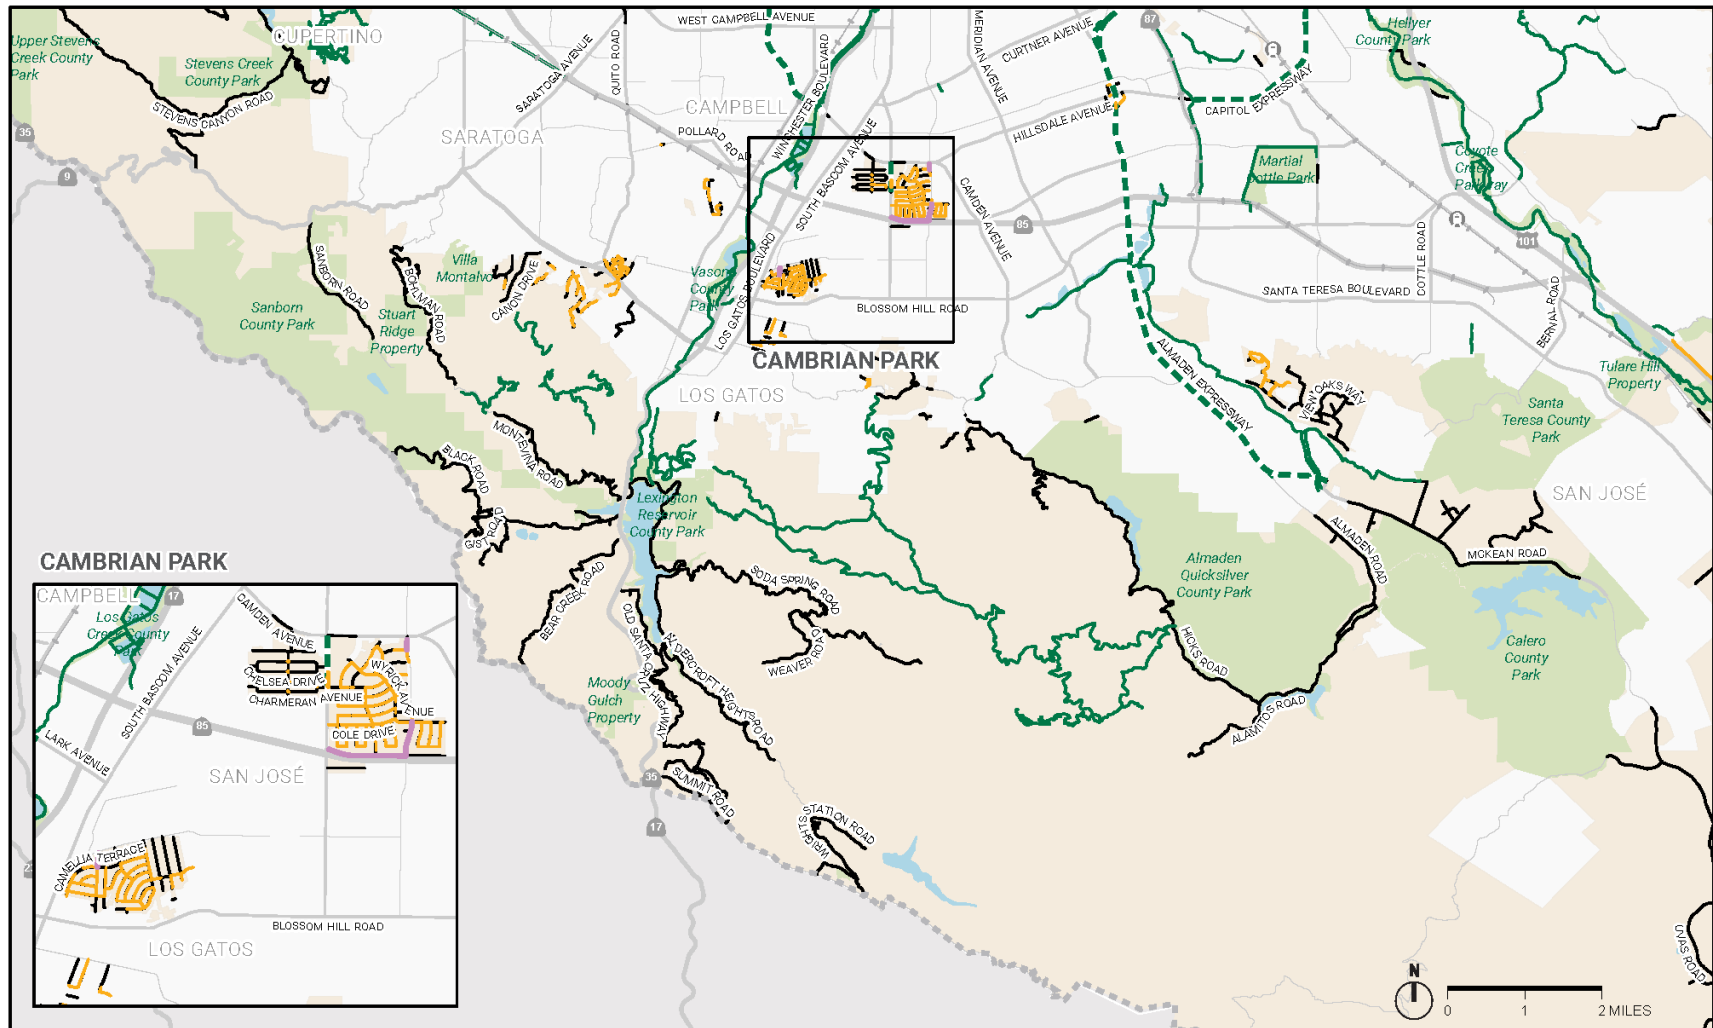 WEST CAMPBELL AVENUE
87
Hellyer
County Park
CUPERTINO
Upper Stevens
Creek County
Park
Stevens Creek
County Park
SARATOGA AVENUE
QUITO ROAD
WINCHESTER BOULEVARD
MERIDIAN AVENUE
CURTNER AVENUE
STEVENS CANYON ROAD
CAMPBELL
CAPITOL EXPRESSWAY
HILLSDALE AVENUE
35
SARATOGA
POLLARD ROAD
SOUTH BASCOM AVENUE
Martial
Cottle Park
Coyote
Creek
Parkway
9
CAMDEN AVENUE
85
101
SANBORN ROAD
BOHLMAN ROAD
Villa
Montalvo
CANON DRIVE
Vasona
County
Park
LOS GATOS BOULEVARD
COTTLE ROAD
SANTA TERESA BOULEVARD
BERNAL ROAD
Sanborn
County Park
Stuart
Ridge
Property
BLOSSOM HILL ROAD
CAMBRIAN PARK
ALMADEN EXPRESSWAY
Tulare Hill
Property
LOS GATOS
VIEW OAKS WAY
Santa
Teresa County
Park
MONTEVINA ROAD
BLACK ROAD
SAN JOSÉ
Lexington
Reservoir
County Park
GIST ROAD
ALMADEN ROAD
MCKEAN ROAD
CAMBRIAN PARK
Almaden
Quicksilver
County Park
BEAR CREEK ROAD
SODA SPRING ROAD
OLD SANTA CRUZ HIGHWAY
ALDERCROFT HEIGHTS ROAD
WEAVER ROAD
HICKS ROAD
Calero
County
Park
Moody
Gulch
Property
ALAMITOS ROAD
CAMPBELL
17
Los Gatos
Creek County
Park
CAMDEN AVENUE
SOUTH BASCOM AVENUE
CHELSEA DRIVE
CHARMERAN AVENUE
WYRICK AVENUE
85
COLE DRIVE
LARK AVENUE
SAN JOSÉ
35
SUMMIT ROAD
17
WRIGHTS STATION ROAD
CAMELLIA TERRACE
BLOSSOM HILL ROAD
LOS GATOS
UVAS ROAD
N
0 1 2 MILES